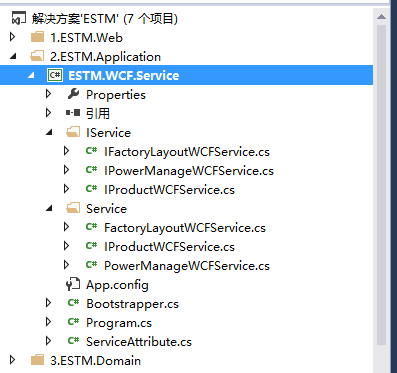 解决方案'ESTM' (7 个项目)
1.ESTM.Web
2.ESTM.Application
C# ESTM.WCF.Service
Properties
引用
IService
C# IFactoryLayoutWCFService.cs
C# IPowerManageWCFService.cs
C# IProductWCFService.cs
Service
C# FactoryLayoutWCFService.cs
C# IProductWCFService.cs
C# PowerManageWCFService.cs
App.config
C# Bootstrapper.cs
C# Program.cs
C# ServiceAttribute.cs
3.ESTM.Domain